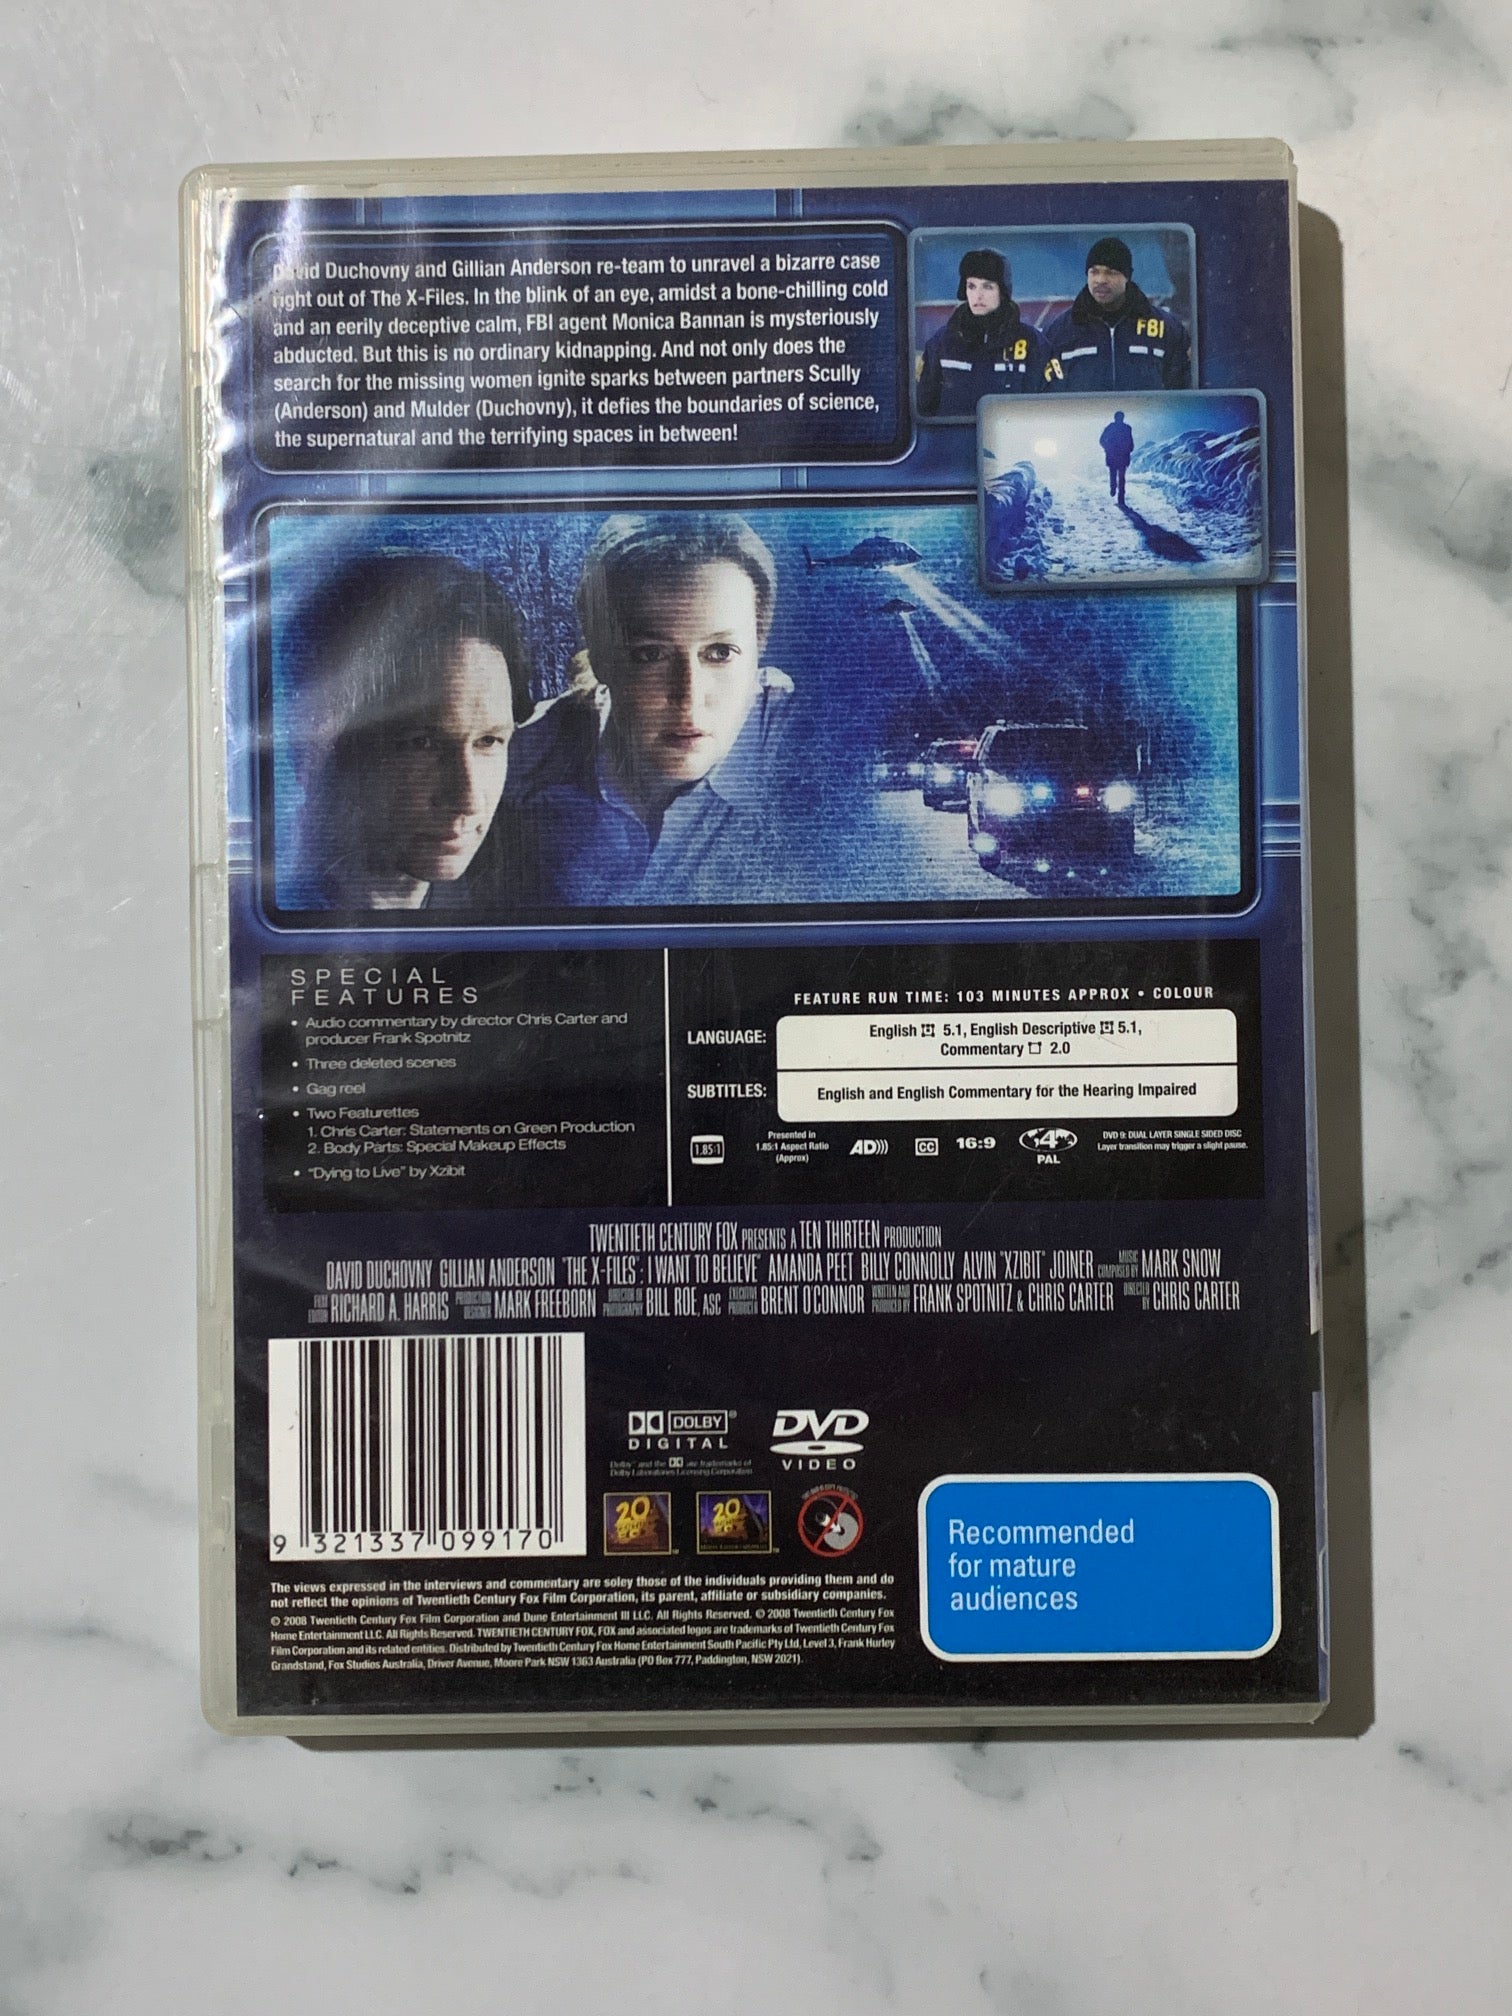 David Duchovny and Gillian Anderson re-team to unravel a bizarre case
right out of The X-Files. In the blink of an eye, amidst a bone-chilling cold
and an eerily deceptive calm, FBI agent Monica Bannan is mysteriously
abducted. But this is no ordinary kidnapping. And not only does the
search for the missing women ignite sparks between partners Scully
(Anderson) and Mulder (Duchovny), it defies the boundaries of science,
the supernatural and the terrifying spaces in between!
FBI
SPECIAL
FEATURES
• Audio commentary by director Chris Carter and
producer Frank Spotnitz
• Three deleted scenes
• Gag reel
• Two Featurettes
1. Chris Carter: Statements on Green Production
2. Body Parts: Special Makeup Effects
• "Dying to Live" by Xzibit
FEATURE RUN TIME: 103 MINUTES APPROX • COLOUR
LANGUAGE:
English 5.1, English Descriptive 5.1,
Commentary 2.0
SUBTITLES:
English and English Commentary for the Hearing Impaired
1.85:1
Presented in
1.85:1 Aspect Ratio
(Approx)
AD)))
CC
16:9
4
PAL
DVD 9: DUAL LAYER SINGLE SIDED DISC
Layer transition may trigger a slight pause.
TWENTIETH CENTURY FOX PRESENTS A TEN THIRTEEN PRODUCTION
DAVID DUCHOVNY GILLIAN ANDERSON "THE X-FILES: I WANT TO BELIEVE" AMANDA PEET BILLY CONNOLLY ALVIN "XZIBIT" JOINER MUSIC COMPOSED BY MARK SNOW
FILM EDITOR RICHARD A. HARRIS PRODUCTION DESIGNER MARK FREEBORN DIRECTOR OF PHOTOGRAPHY BILL ROE, ASC EXECUTIVE PRODUCER BRENT O'CONNOR WRITTEN AND PRODUCED BY FRANK SPOTNITZ & CHRIS CARTER DIRECTED BY CHRIS CARTER
9 321337 099170
DOLBY
DIGITAL
Dolby and the are trademarks of
Dolby Laboratories Licensing Corporation
DVD
VIDEO
20
20
Recommended
for mature
audiences
The views expressed in the interviews and commentary are soley those of the individuals providing them and do
not reflect the opinions of Twentieth Century Fox Film Corporation, its parent, affiliate or subsidiary companies.
© 2008 Twentieth Century Fox Film Corporation and Dune Entertainment III LLC. All Rights Reserved. © 2008 Twentieth Century Fox
Home Entertainment LLC. All Rights Reserved. TWENTIETH CENTURY FOX, FOX and associated logos are trademarks of Twentieth Century Fox
Film Corporation and its related entities. Distributed by Twentieth Century Fox Home Entertainment South Pacific Pty Ltd, Level 3, Frank Hurley
Grandstand, Fox Studios Australia, Driver Avenue, Moore Park NSW 1363 Australia (PO Box 777, Paddington, NSW 2021).